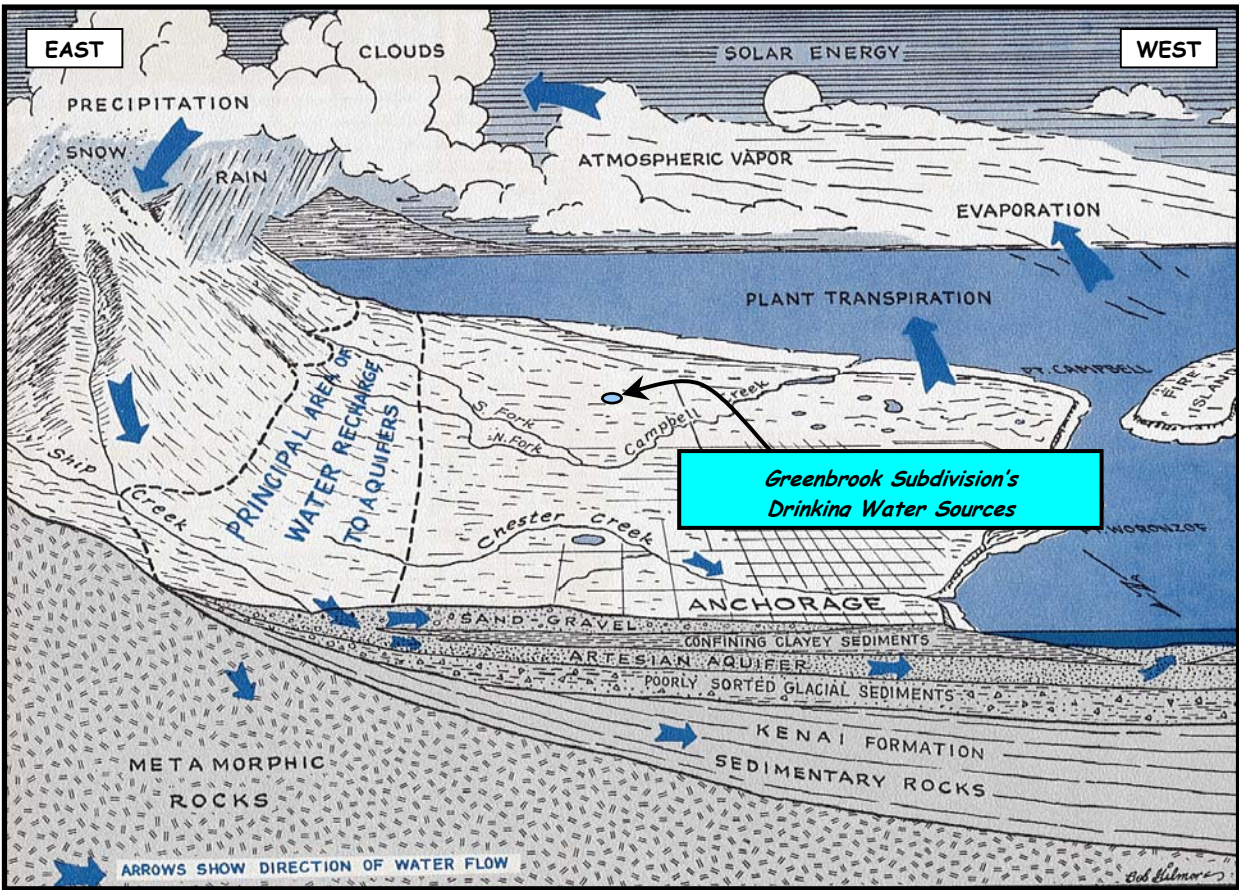 EAST
CLOUDS
SOLAR ENERGY
WEST
PRECIPITATION
SNOW
RAIN
ATMOSPHERIC VAPOR
EVAPORATION
PLANT TRANSPIRATION
PT. CAMPBELL
FIRE
ISLAND
PRINCIPAL AREA OF
WATER RECHARGE
TO AQUIFERS
S. Fork
N. Fork
Campbell Creek
Ship
Creek
Greenbrook Subdivision's
Drinking Water Sources
Chester Creek
PT. WORONZOF
ANCHORAGE
SAND-GRAVEL
CONFINING CLAYEY SEDIMENTS
ARTESIAN AQUIFER
POORLY SORTED GLACIAL SEDIMENTS
KENAI FORMATION
SEDIMENTARY ROCKS
METAMORPHIC
ROCKS
ARROWS SHOW DIRECTION OF WATER FLOW
Bob Gilmore